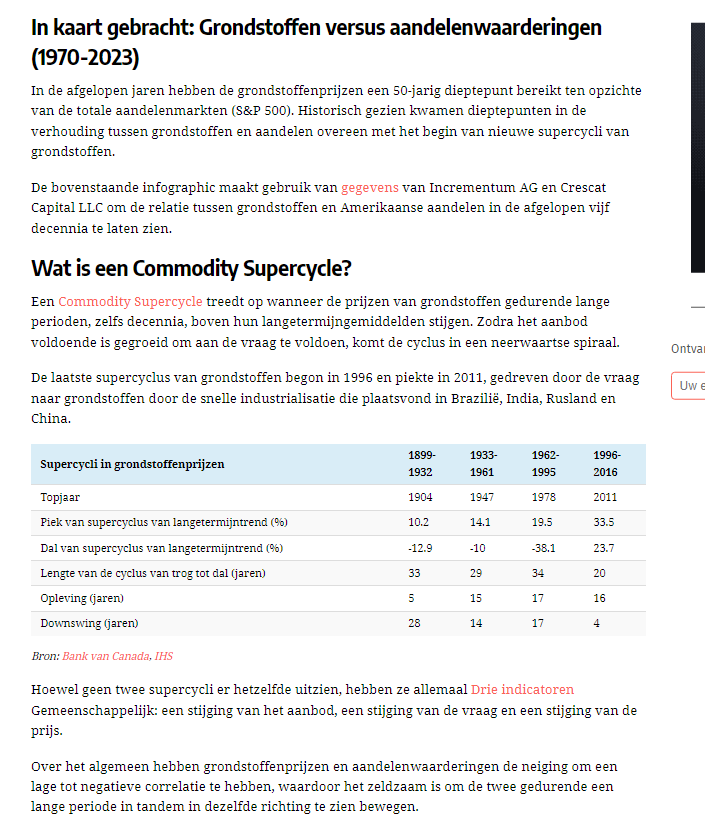 In kaart gebracht: Grondstoffen versus aandelenwaarderingen
(1970-2023)
In de afgelopen jaren hebben de grondstoffenprijzen een 50-jarig dieptepunt bereikt ten opzichte
van de totale aandelenmarkten (S&P 500). Historisch gezien kwamen dieptepunten in de
verhouding tussen grondstoffen en aandelen overeen met het begin van nieuwe supercycli van
grondstoffen.
De bovenstaande infographic maakt gebruik van gegevens van Incrementum AG en Crescat
Capital LLC om de relatie tussen grondstoffen en Amerikaanse aandelen in de afgelopen vijf
decennia te laten zien.
Wat is een Commodity Supercycle?
Een Commodity Supercycle treedt op wanneer de prijzen van grondstoffen gedurende lange
perioden, zelfs decennia, boven hun langetermijngemiddelden stijgen. Zodra het aanbod
voldoende is gegroeid om aan de vraag te voldoen, komt de cyclus in een neerwaartse spiraal.
De laatste supercyclus van grondstoffen begon in 1996 en piekte in 2011, gedreven door de vraag
naar grondstoffen door de snelle industrialisatie die plaatsvond in Brazilië, India, Rusland en
China.
Supercycli in grondstoffenprijzen 1899-1932 1933-1961 1962-1995 1996-2016
Topjaar 1904 1947 1978 2011
Piek van supercyclus van langetermijntrend (%) 10.2 14.1 19.5 33.5
Dal van supercyclus van langetermijntrend (%) -12.9 -10 -38.1 23.7
Lengte van de cyclus van trog tot dal (jaren) 33 29 34 20
Opleving (jaren) 5 15 17 16
Downswing (jaren) 28 14 17 4
Bron: Bank van Canada, IHS
Hoewel geen twee supercycli er hetzelfde uitzien, hebben ze allemaal Drie indicatoren
Gemeenschappelijk: een stijging van het aanbod, een stijging van de vraag en een stijging van de
prijs.
Over het algemeen hebben grondstoffenprijzen en aandelenwaarderingen de neiging om een
lage tot negatieve correlatie te hebben, waardoor het zeldzaam is om de twee gedurende een
lange periode in tandem in dezelfde richting te zien bewegen.
Ontva
Uw e